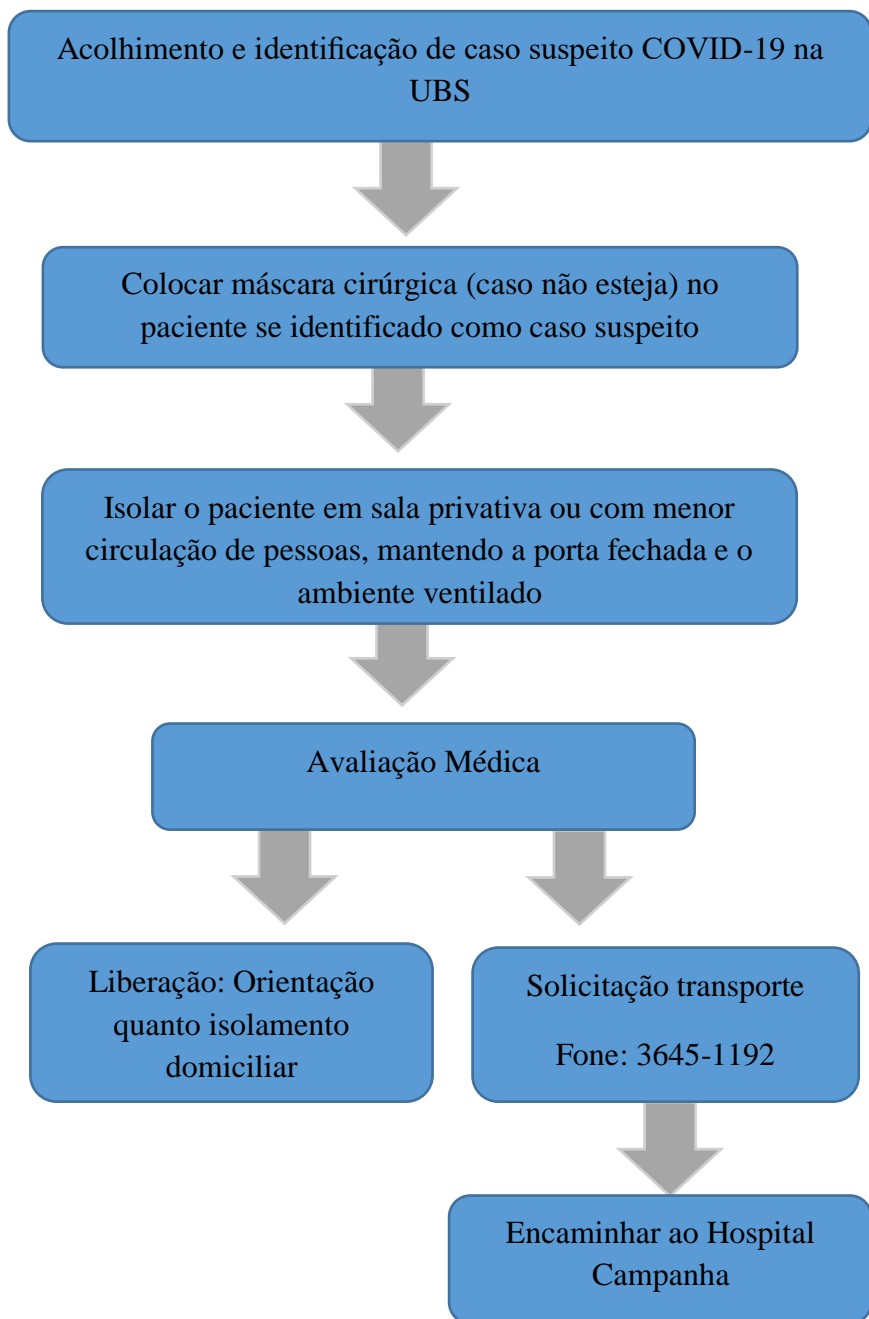 Acolhimento e identificação de caso suspeito COVID-19 na
UBS
Colocar máscara cirúrgica (caso não esteja) no
paciente se identificado como caso suspeito
Isolar o paciente em sala privativa ou com menor
circulação de pessoas, mantendo a porta fechada e o
ambiente ventilado
Avaliação Médica
Liberação: Orientação
quanto isolamento
domiciliar
Solicitação transporte
Fone: 3645-1192
Encaminhar ao Hospital
Campanha